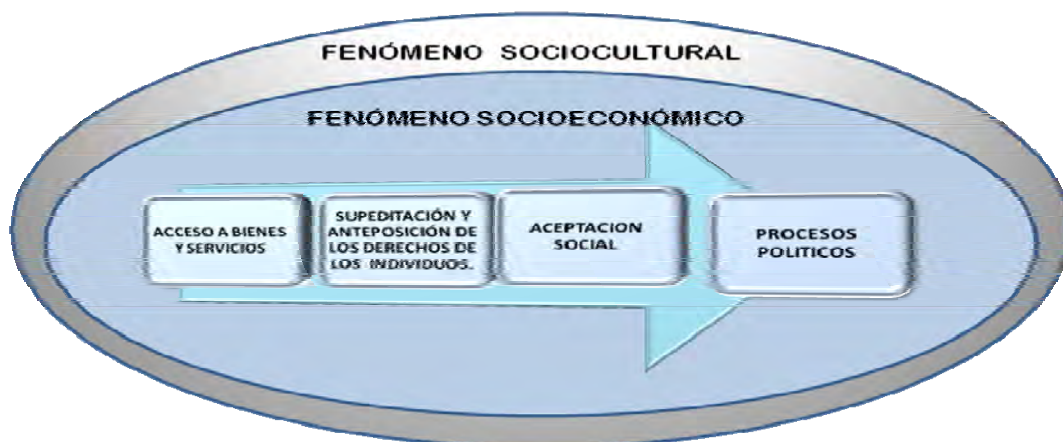 FENÓMENO SOCIOCULTURAL
FENÓMENO SOCIOECONÓMICO
ACCESO A BIENES
Y SERVICIOS
SUPEDITACIÓN Y
ANTEPOSICIÓN DE
LOS DERECHOS DE
LOS INDIVIDUOS.
ACEPTACION
SOCIAL
PROCESOS
POLITICOS